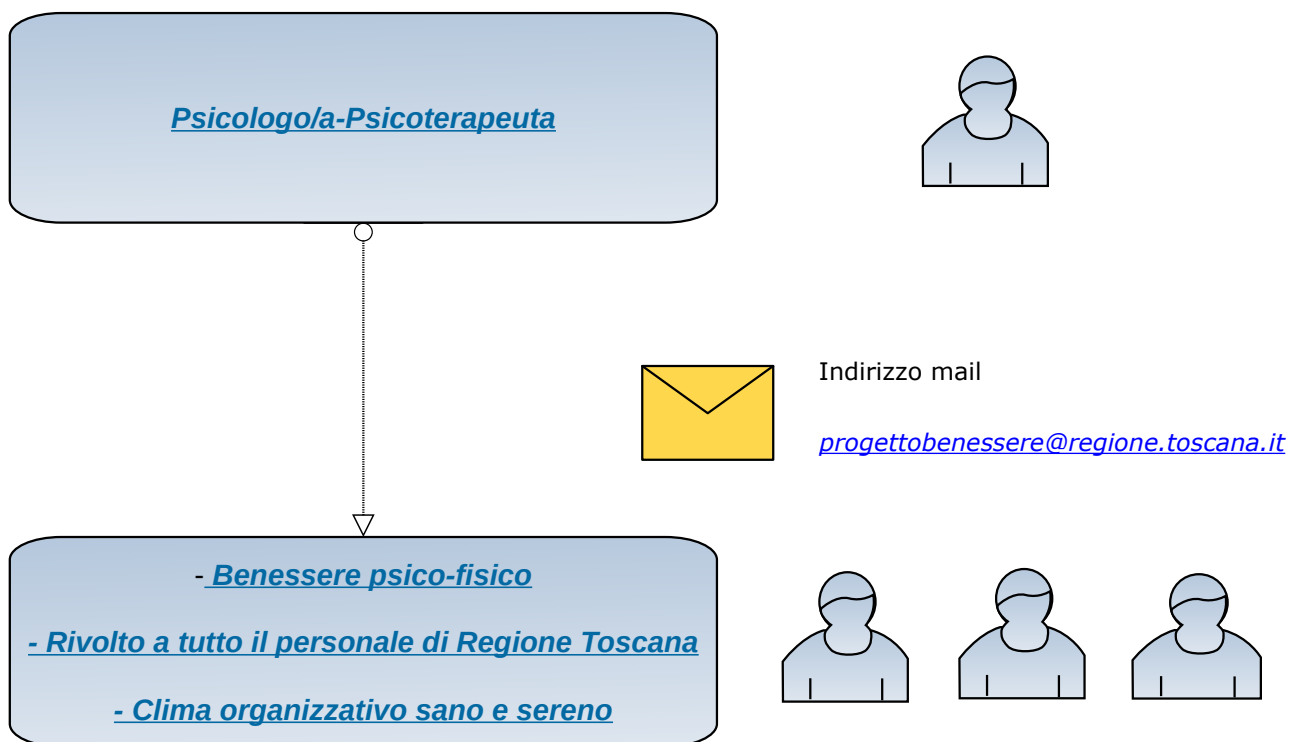 Psicologo/a-Psicoterapeuta
Indirizzo mail
progettobenessere@regione.toscana.it
- Benessere psico-fisico
- Rivolto a tutto il personale di Regione Toscana
- Clima organizzativo sano e sereno